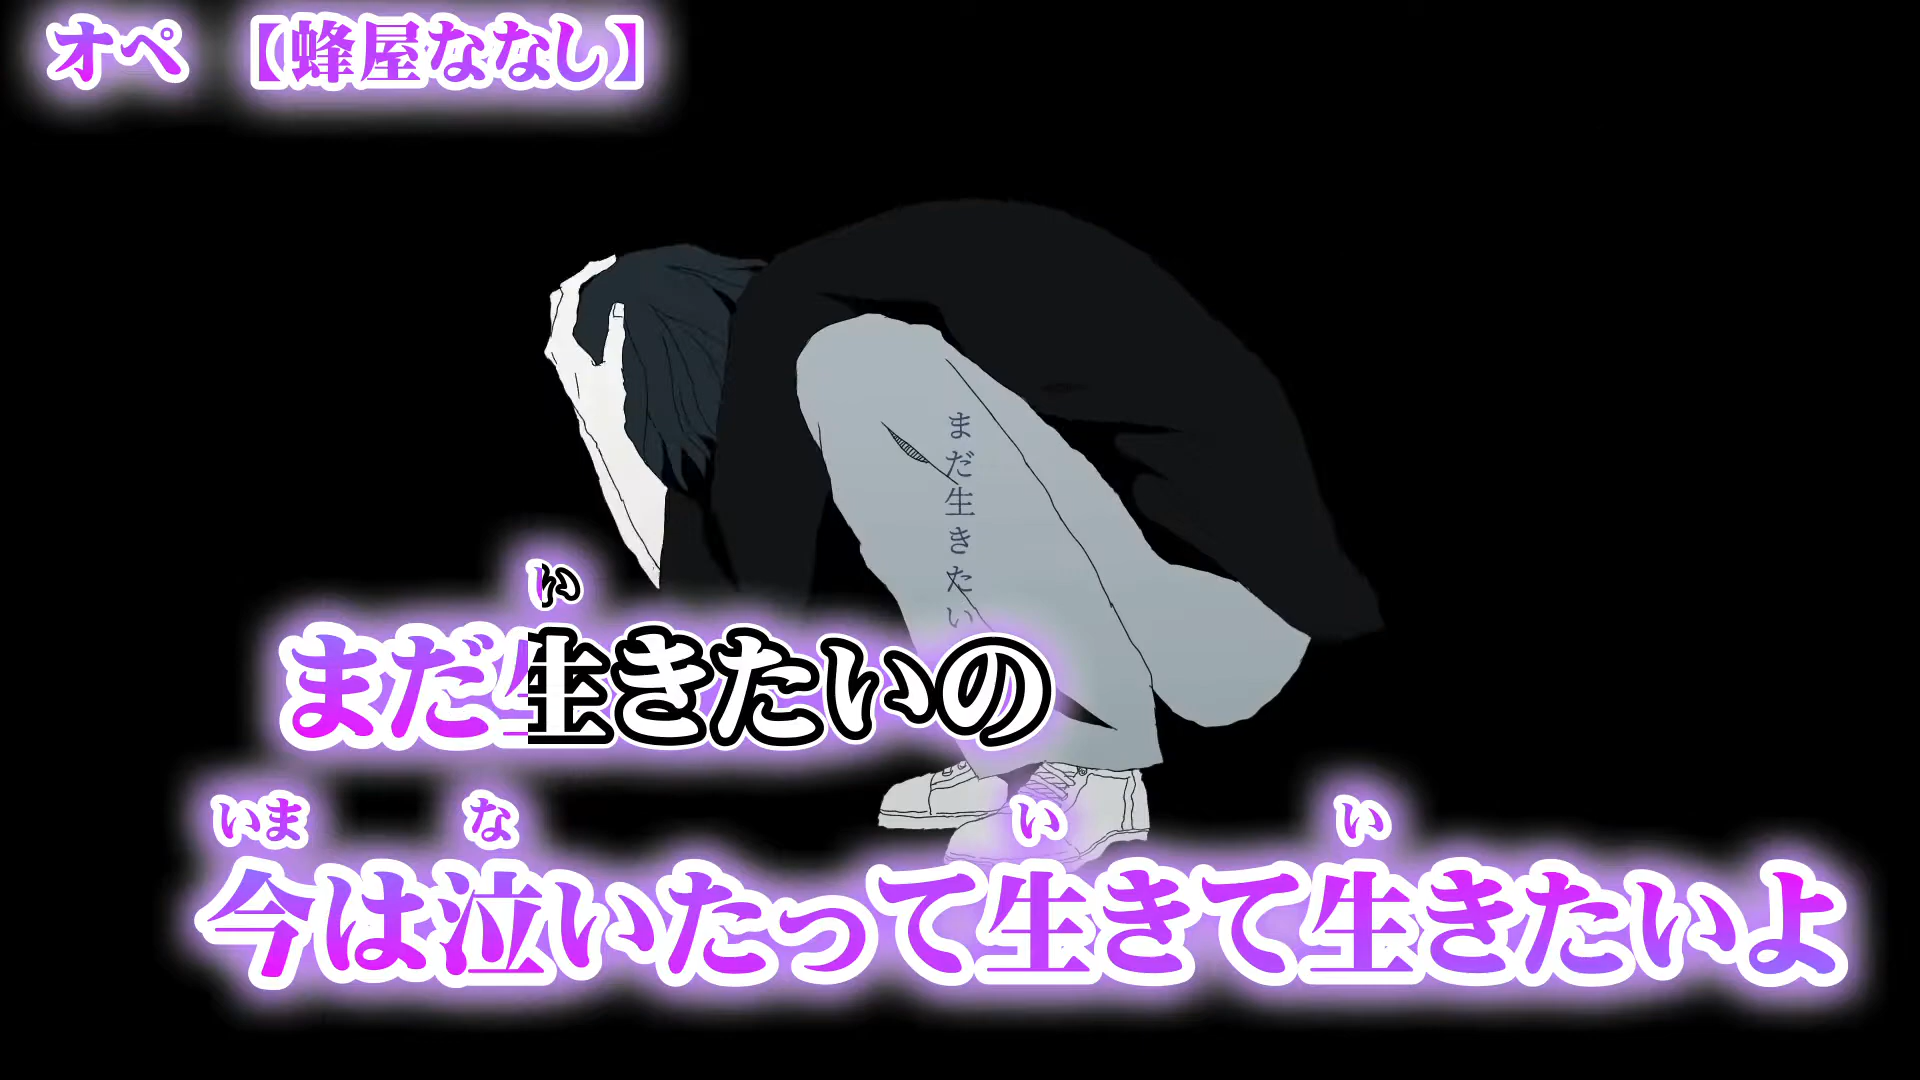 オペ 【蜂屋ななし】
まだ生きたい
い
まだ生きたいの
いま な い い
今は泣いたって生きて生きたいよ